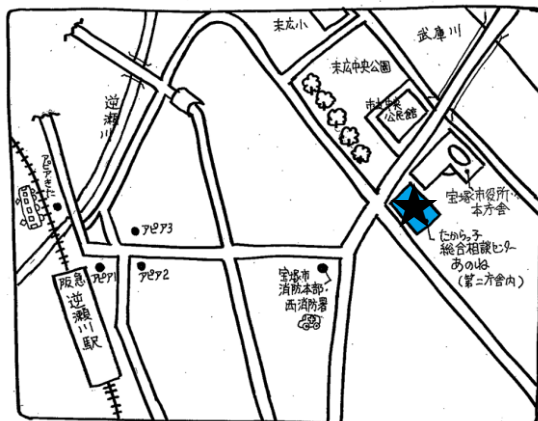 末広小
武庫川
末広中央公園
市立中央
公民館
逆瀬川
アピアきた
宝塚市役所
本庁舎
たからっ子
総合相談センター
あのね
(第二庁舎内)
アピア3
アピア1
アピア2
宝塚市
消防本部・
西消防署
阪急
逆瀬川駅